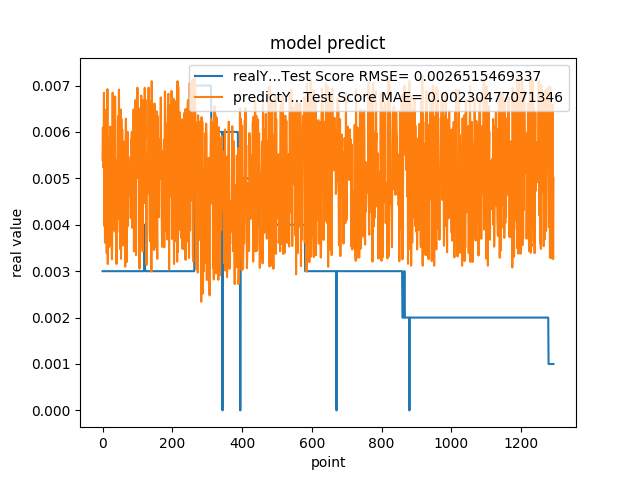 model predict
realY...Test Score RMSE= 0.0026515469337
predictY...Test Score MAE= 0.00230477071346
0.007
0.006
0.005
0.004
0.003
0.002
0.001
0.000
real value
0 200 400 600 800 1000 1200
point